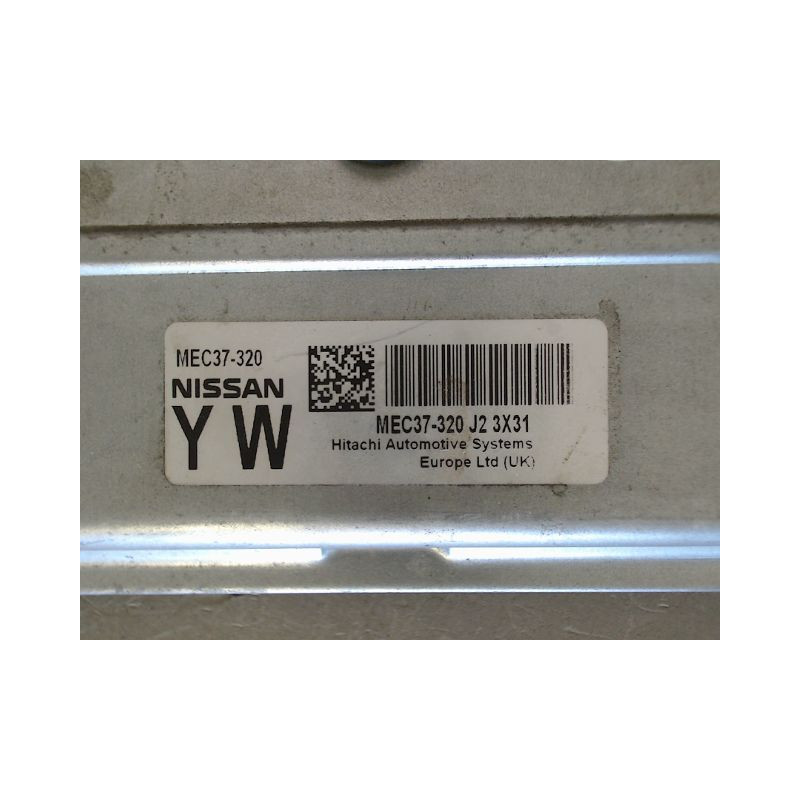 MEC37-320
NISSAN
YW
MEC37-320 J2 3X31
Hitachi Automotive Systems
Europe Ltd (UK)